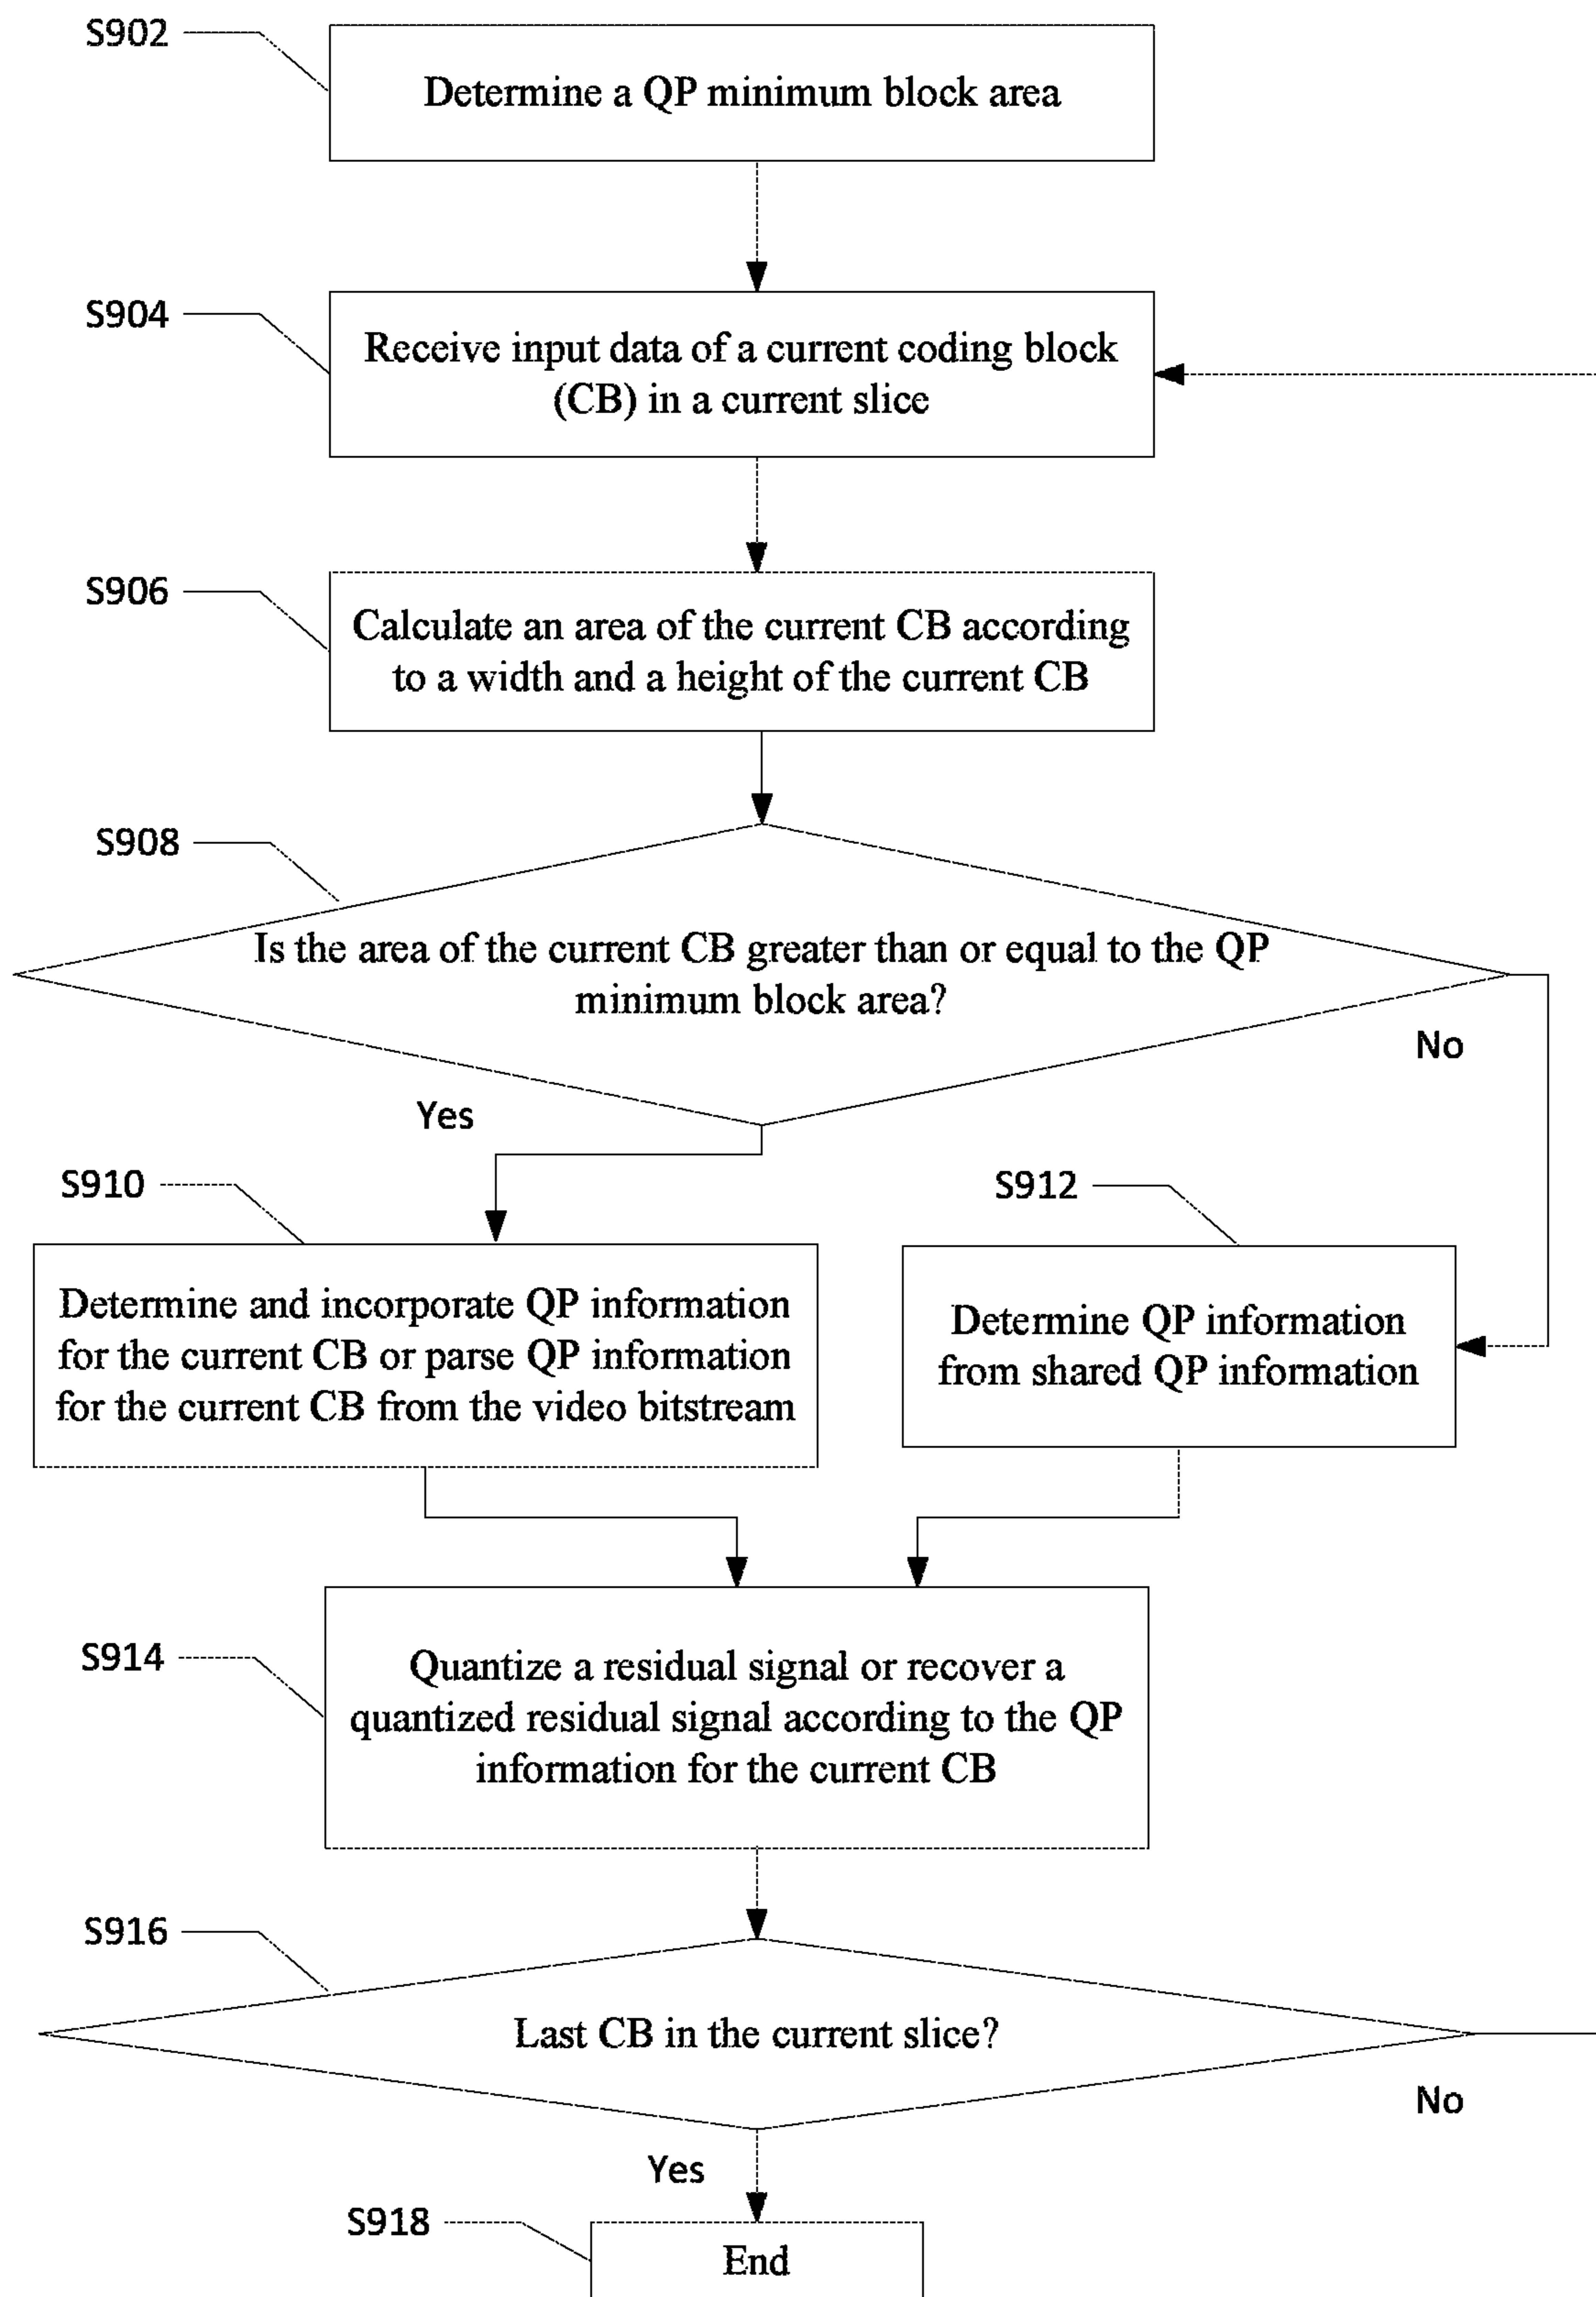 S902
Determine a QP minimum block area
S904
Receive input data of a current coding block
(CB) in a current slice
S906
Calculate an area of the current CB according
to a width and a height of the current CB
S908
Is the area of the current CB greater than or equal to the QP
minimum block area?
No
Yes
S910
S912
Determine and incorporate QP information
for the current CB or parse QP information
for the current CB from the video bitstream
Determine QP information
from shared QP information
S914
Quantize a residual signal or recover a
quantized residual signal according to the QP
information for the current CB
S916
Last CB in the current slice?
No
Yes
S918
End